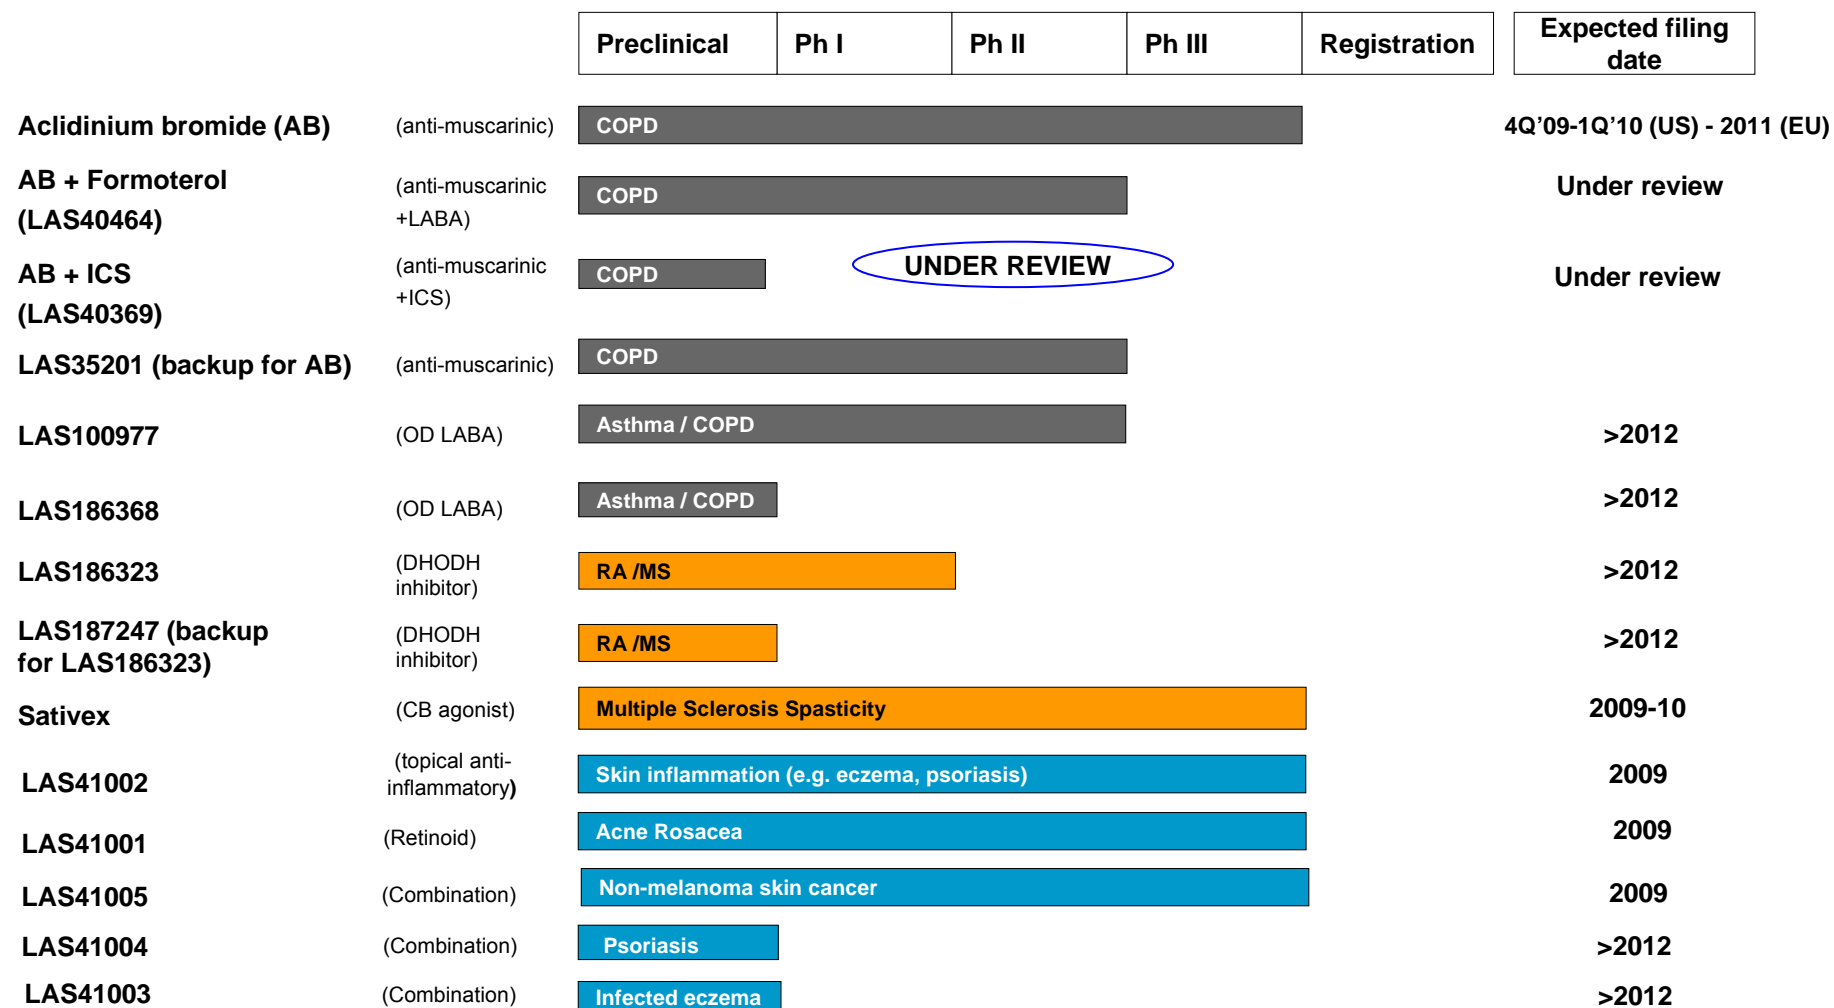 Preclinical Ph I Ph II Ph III Registration Expected filing
date
Aclidinium bromide (AB) (anti-muscarinic) COPD 4Q'09-1Q'10 (US) - 2011 (EU)
AB + Formoterol (anti-muscarinic COPD Under review
(LAS40464) +LABA)
AB + ICS (anti-muscarinic COPD UNDER REVIEW Under review
(LAS40369) +ICS)
LAS35201 (backup for AB) (anti-muscarinic) COPD
LAS100977 (OD LABA) Asthma / COPD >2012
LAS186368 (OD LABA) Asthma / COPD >2012
LAS186323 (DHODH RA /MS >2012
inhibitor)
LAS187247 (backup (DHODH RA /MS >2012
for LAS186323) inhibitor)
Sativex (CB agonist) Multiple Sclerosis Spasticity 2009-10
LAS41002 (topical anti- Skin inflammation (e.g. eczema, psoriasis) 2009
inflammatory)
LAS41001 (Retinoid) Acne Rosacea 2009
LAS41005 (Combination) Non-melanoma skin cancer 2009
LAS41004 (Combination) Psoriasis >2012
LAS41003 (Combination) Infected eczema >2012